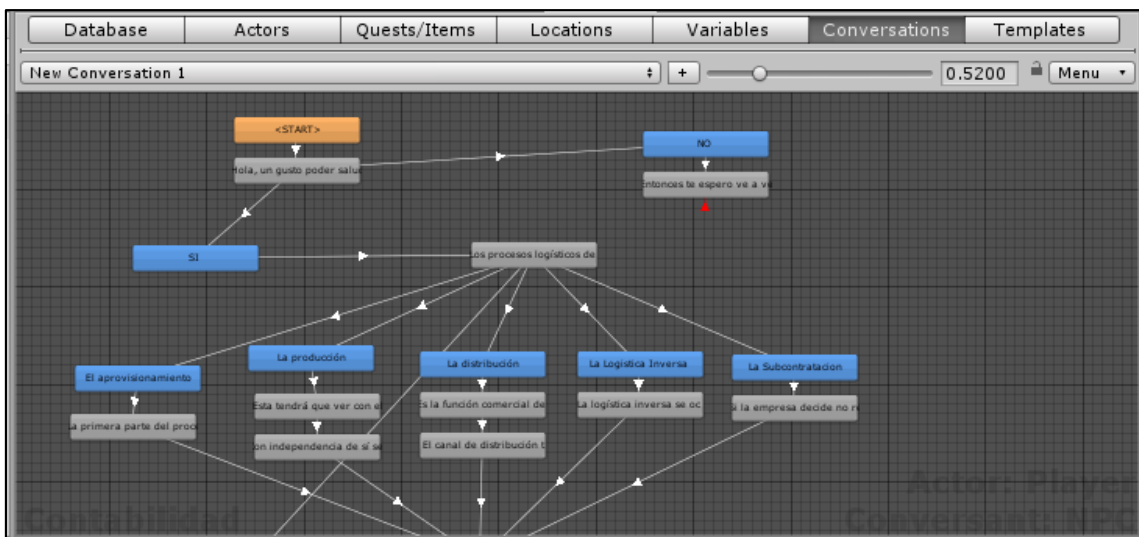 Database Actors Quests/Items Locations Variables Conversations Templates
New Conversation 1 + 0.5200 Menu
<START>
NO
Hola, un gusto poder salu
Entonces te espero ve a ve
SI
Los procesos logísticos de
La producción
La distribución
La Logistica Inversa
La Subcontratacion
El aprovisionamiento
Esta tendrá que ver con e
Es la función comercial de
La logística inversa se oc
Si la empresa decide no r
La primera parte del proc
on independencia de sí se
El canal de distribución t
Actor: Player
Contabilidad
Conversant: NPC